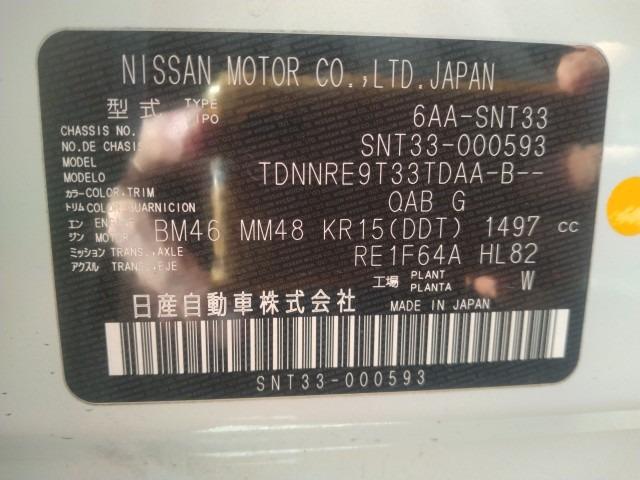 NISSAN MOTOR CO.,LTD.JAPAN
型式 TYPE TIPO 6AA-SNT33
CHASSIS NO.
NO.DE CHASIS SNT33-000593
MODEL
MODELO TDNNRE9T33TDAA-B--
カラー COLOR,TRIM
トリム COLOR,GUARNICION QAB G
エン
ジン MOTOR BM46 MM48 KR15(DDT) 1497 cc
ミッション TRANS.,AXLE
アクスル TRANS.,EJE RE1F64A HL82
工場 PLANT PLANTA W
日産自動車株式会社 MADE IN JAPAN
SNT33-000593